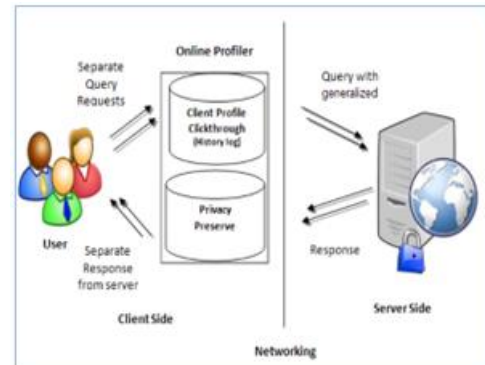 Online Profiler
Separate
Query
Requests
Client Profile
Clickthrough
(History log)
Privacy
Preserve
User
Separate
Response
from server
Client Side
Query with
generalized
Response
Server Side
Networking